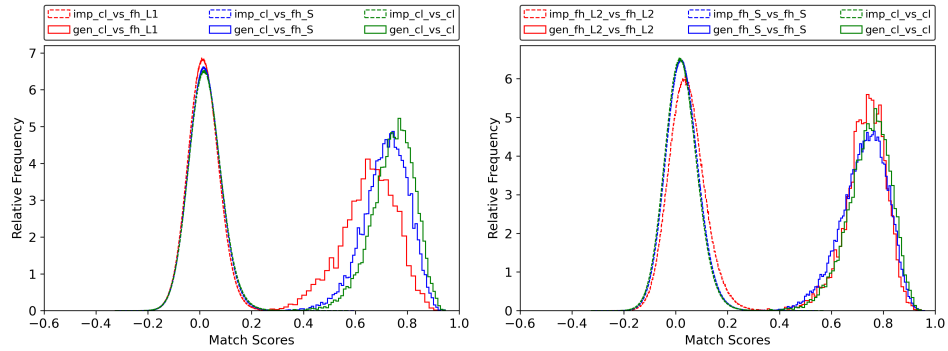 imp_cl_vs_fh_L1 imp_cl_vs_fh_S imp_cl_vs_cl
gen_cl_vs_fh_L1 gen_cl_vs_fh_S gen_cl_vs_cl
7
6
5
4
3
2
1
0
Relative Frequency
−0.6 −0.4 −0.2 0.0 0.2 0.4 0.6 0.8 1.0
Match Scores
imp_fh_L2_vs_fh_L2 imp_fh_S_vs_fh_S imp_cl_vs_cl
gen_fh_L2_vs_fh_L2 gen_fh_S_vs_fh_S gen_cl_vs_cl
6
5
4
3
2
1
0
Relative Frequency
−0.6 −0.4 −0.2 0.0 0.2 0.4 0.6 0.8 1.0
Match Scores